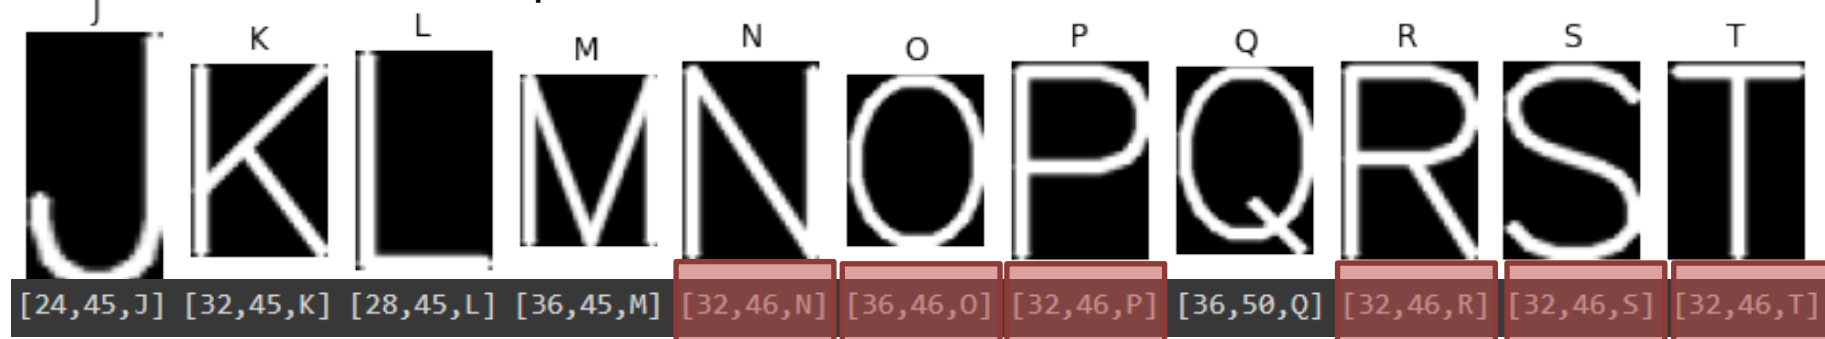 J K L M N O P Q R S T
J K L M N O P Q R S T
[24,45,J] [32,45,K] [28,45,L] [36,45,M] [32,46,N] [36,46,O] [32,46,P] [36,50,Q] [32,46,R] [32,46,S] [32,46,T]